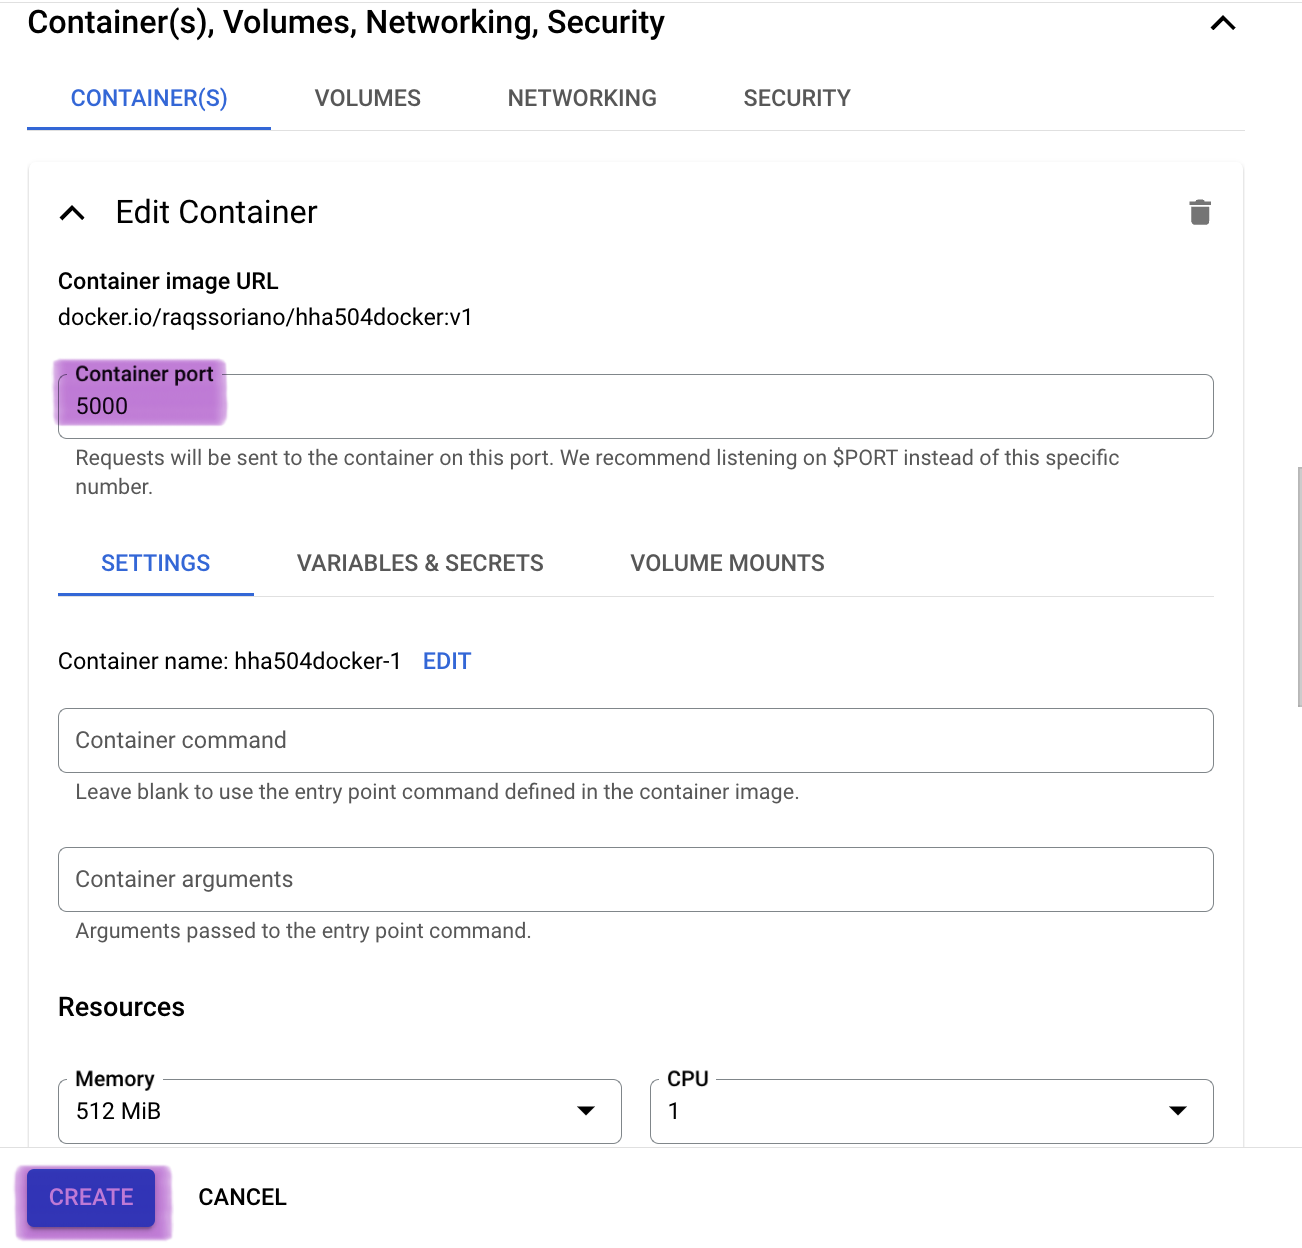 Container(s), Volumes, Networking, Security
CONTAINER(S) VOLUMES NETWORKING SECURITY
Edit Container
Container image URL
docker.io/raqssoriano/hha504docker:v1
Container port
5000
Requests will be sent to the container on this port. We recommend listening on $PORT instead of this specific
number.
SETTINGS VARIABLES & SECRETS VOLUME MOUNTS
Container name: hha504docker-1 EDIT
Container command
Leave blank to use the entry point command defined in the container image.
Container arguments
Arguments passed to the entry point command.
Resources
Memory CPU
512 MiB 1
CREATE CANCEL